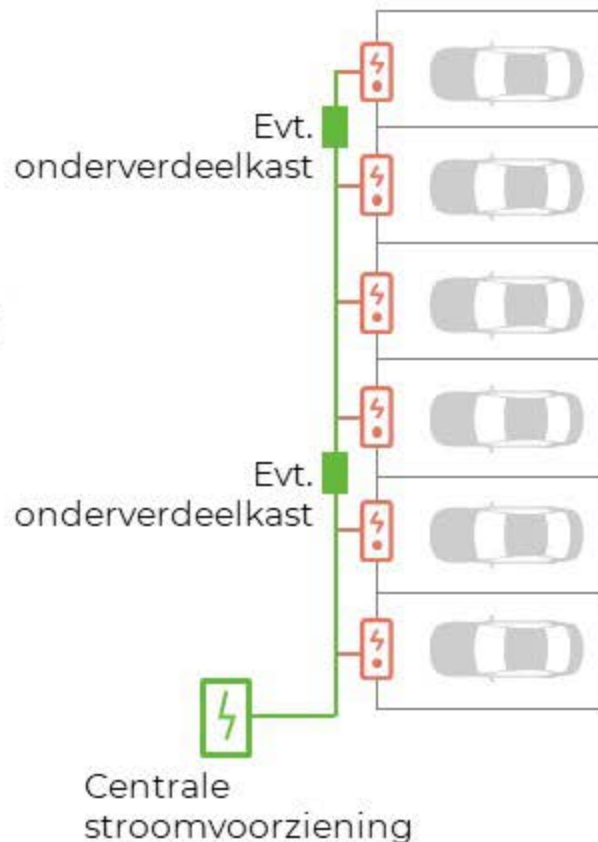 Evt.
onderverdeelkast
Evt.
onderverdeelkast
Centrale
stroomvoorziening